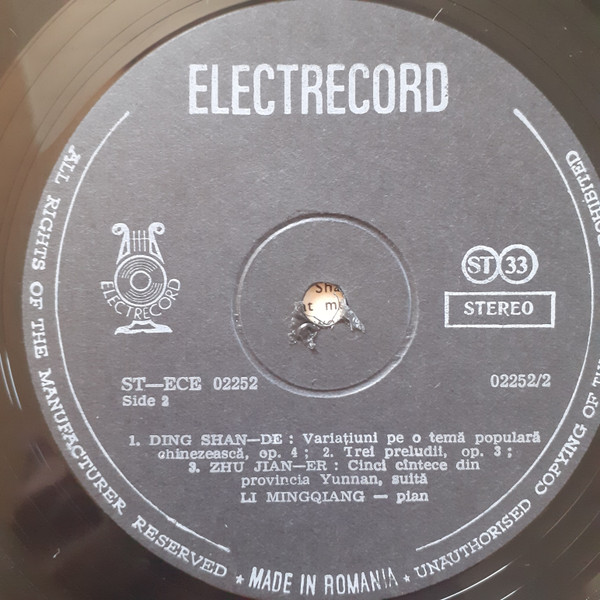 ELECTRECORD
ALL RIGHTS OF THE MANUFACTURER RESERVED ★ MADE IN ROMANIA ★ UNAUTHORISED COPYING OF
ELECTRECORD
ST 33
STEREO
Sha
ST—ECE 02252
02252/2
Side 2
1. DING SHAN—DE : Variațiuni pe o temă populară
chinezească, op. 4 ; 2. Trei preludii, op. 3 ;
3. ZHU JIAN—ER : Cinci cîntece din
provincia Yunnan, suită
LI MINGQIANG — pian